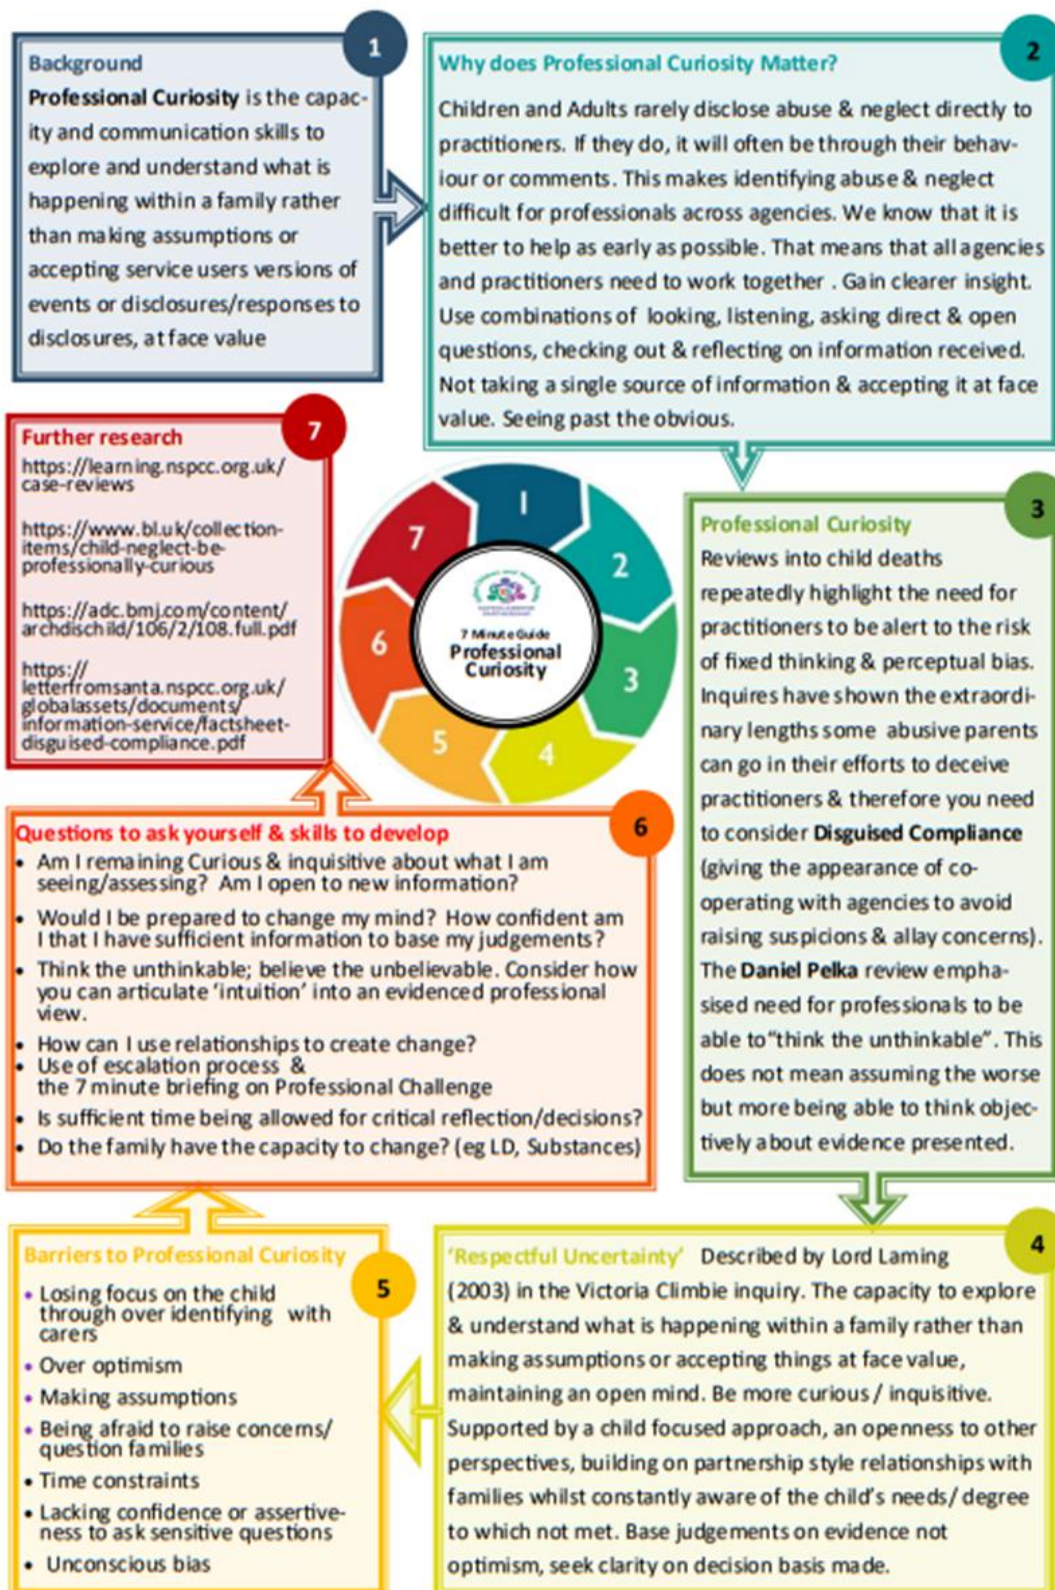 1
Background
Professional Curiosity is the capac-
ity and communication skills to
explore and understand what is
happening within a family rather
than making assumptions or
accepting service users versions of
events or disclosures/responses to
disclosures, at face value
2
Why does Professional Curiosity Matter?
Children and Adults rarely disclose abuse & neglect directly to
practitioners. If they do, it will often be through their behav-
iour or comments. This makes identifying abuse & neglect
difficult for professionals across agencies. We know that it is
better to help as early as possible. That means that all agencies
and practitioners need to work together . Gain clearer insight.
Use combinations of looking, listening, asking direct & open
questions, checking out & reflecting on information received.
Not taking a single source of information & accepting it at face
value. Seeing past the obvious.
3
Professional Curiosity
Reviews into child deaths
repeatedly highlight the need for
practitioners to be alert to the risk
of fixed thinking & perceptual bias.
Inquires have shown the extraordi-
nary lengths some abusive parents
can go in their efforts to deceive
practitioners & therefore you need
to consider Disguised Compliance
(giving the appearance of co-
operating with agencies to avoid
raising suspicions & allay concerns).
The Daniel Pelka review empha-
sised need for professionals to be
able to"think the unthinkable". This
does not mean assuming the worse
but more being able to think objec-
tively about evidence presented.
4
'Respectful Uncertainty' Described by Lord Laming
(2003) in the Victoria Climbie inquiry. The capacity to explore
& understand what is happening within a family rather than
making assumptions or accepting things at face value,
maintaining an open mind. Be more curious / inquisitive.
Supported by a child focused approach, an openness to other
perspectives, building on partnership style relationships with
families whilst constantly aware of the child's needs/ degree
to which not met. Base judgements on evidence not
optimism, seek clarity on decision basis made.
5
Barriers to Professional Curiosity
• Losing focus on the child
through over identifying with
carers
• Over optimism
• Making assumptions
• Being afraid to raise concerns/
question families
• Time constraints
• Lacking confidence or assertive-
ness to ask sensitive questions
• Unconscious bias
6
Questions to ask yourself & skills to develop
• Am I remaining Curious & inquisitive about what I am
seeing/assessing? Am I open to new information?
• Would I be prepared to change my mind? How confident am
I that I have sufficient information to base my judgements?
• Think the unthinkable; believe the unbelievable. Consider how
you can articulate 'intuition' into an evidenced professional
view.
• How can I use relationships to create change?
• Use of escalation process &
the 7 minute briefing on Professional Challenge
• Is sufficient time being allowed for critical reflection/decisions?
• Do the family have the capacity to change? (eg LD, Substances)
7
Further research
https://learning.nspcc.org.uk/
case-reviews
https://www.bl.uk/collection-
items/child-neglect-be-
professionally-curious
https://adc.bmj.com/content/
archdischild/106/2/108.full.pdf
https://
letterfromsanta.nspcc.org.uk/
globalassets/documents/
information-service/factsheet-
disguised-compliance.pdf
1
2
3
4
5
6
7
7 Minute Guide
Professional
Curiosity